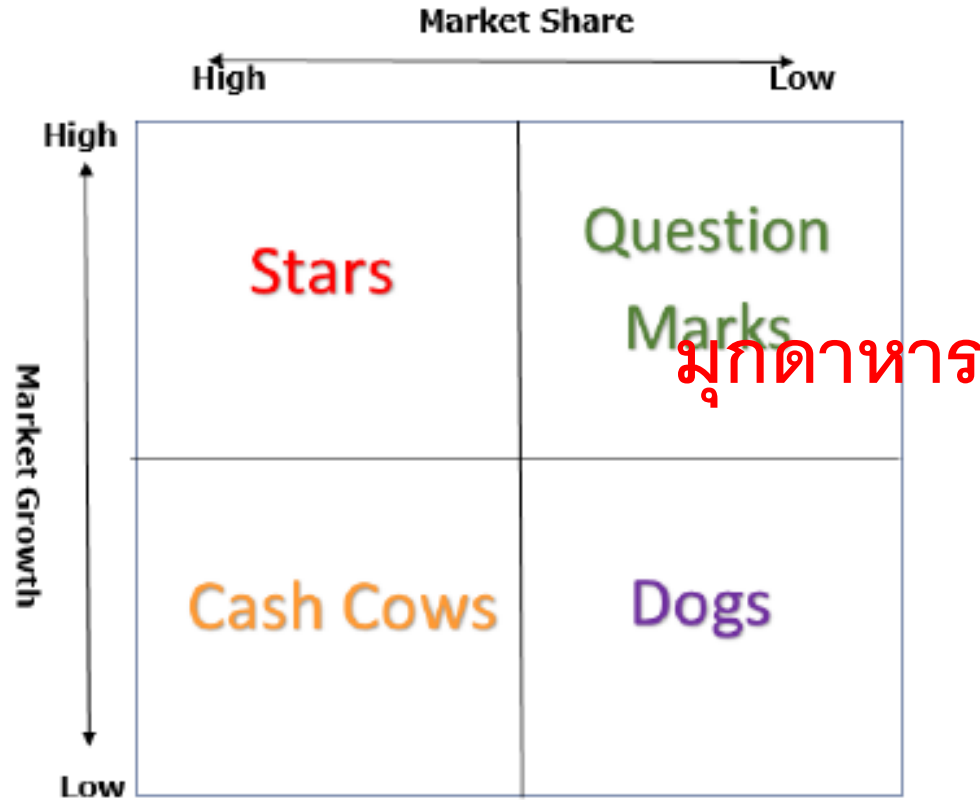 Market Share
High Low
High
Stars
Question
Marks
มุกดาหาร
Market Growth
Cash Cows
Dogs
Low